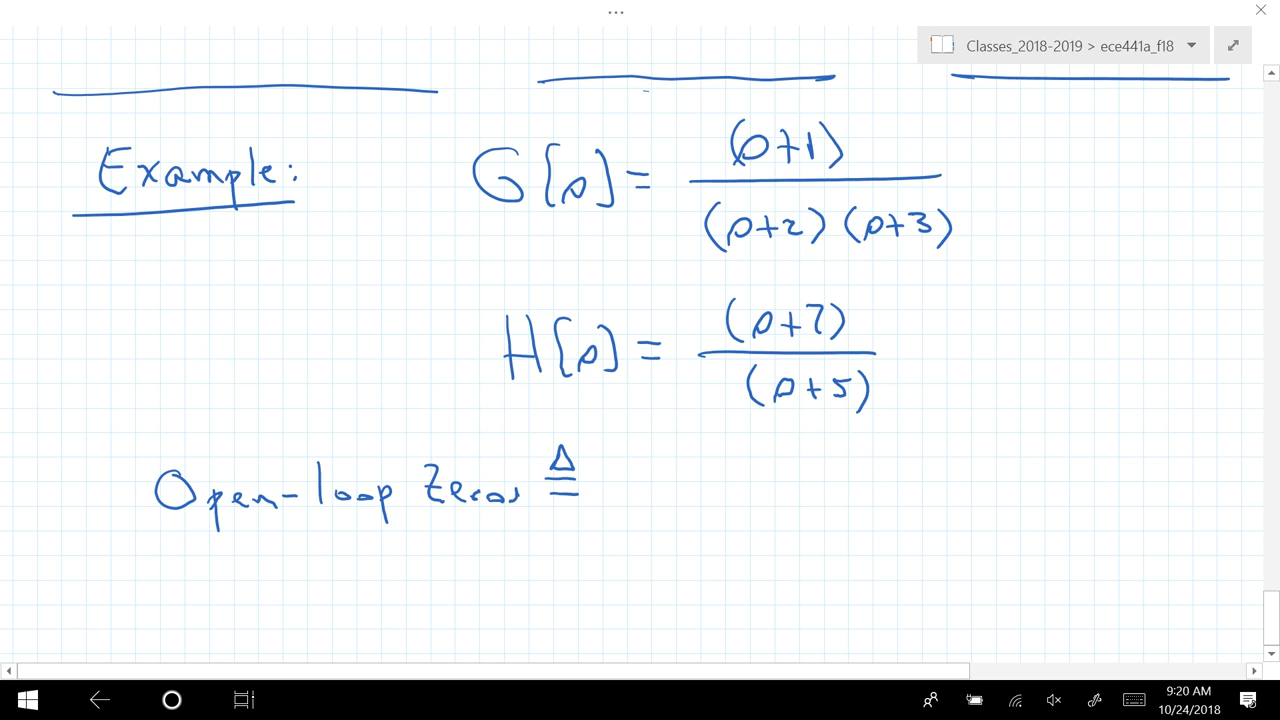 ...
Classes_2018-2019 > ece441a_f18
Example: G[s] = (s+1) / (s+2)(s+3)
H[s] = (s+7) / (s+5)
Open-loop Zeros ≜
9:20 AM
10/24/2018